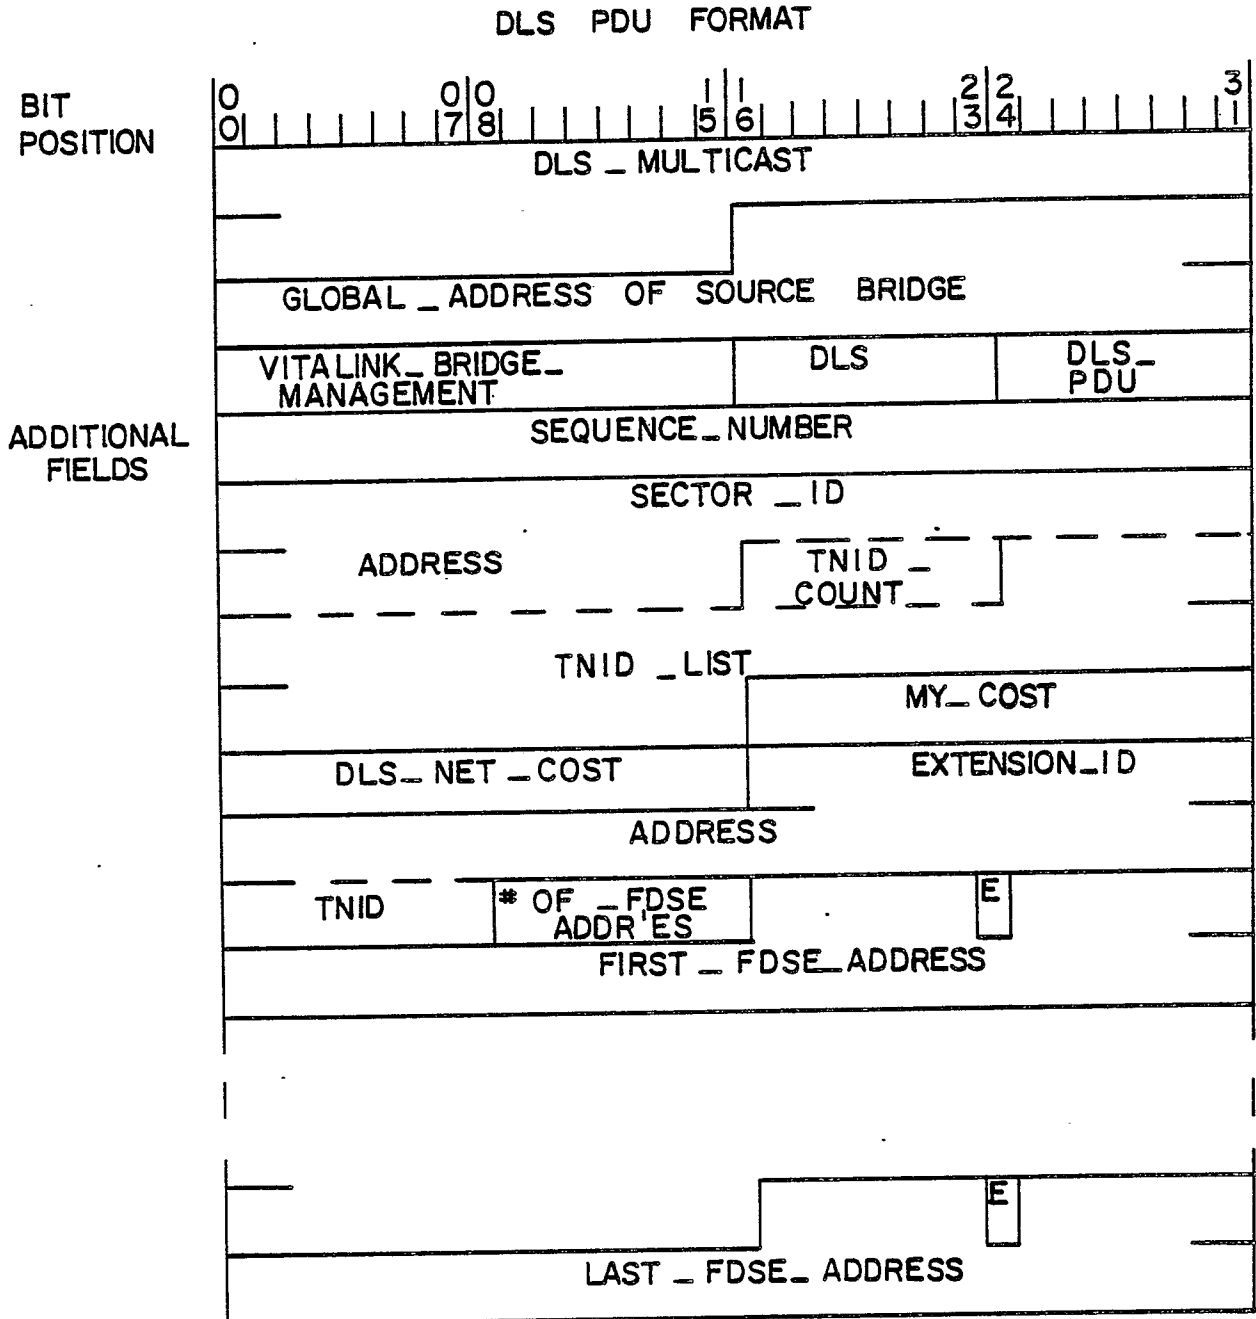 DLS PDU FORMAT
BIT POSITION
0 0 0 1 1 2 2 3
0 7 8 5 6 3 4 1
DLS _ MULTICAST
GLOBAL _ ADDRESS OF SOURCE BRIDGE
VITALINK _ BRIDGE _
MANAGEMENT
DLS
DLS _
PDU
ADDITIONAL
FIELDS
SEQUENCE _ NUMBER
SECTOR _ ID
ADDRESS
TNID _
COUNT _
TNID _ LIST
MY _ COST
DLS _ NET _ COST
EXTENSION _ ID
ADDRESS
TNID
# OF _ FDSE
ADDR'ES
E
FIRST _ FDSE _ ADDRESS
E
LAST _ FDSE _ ADDRESS